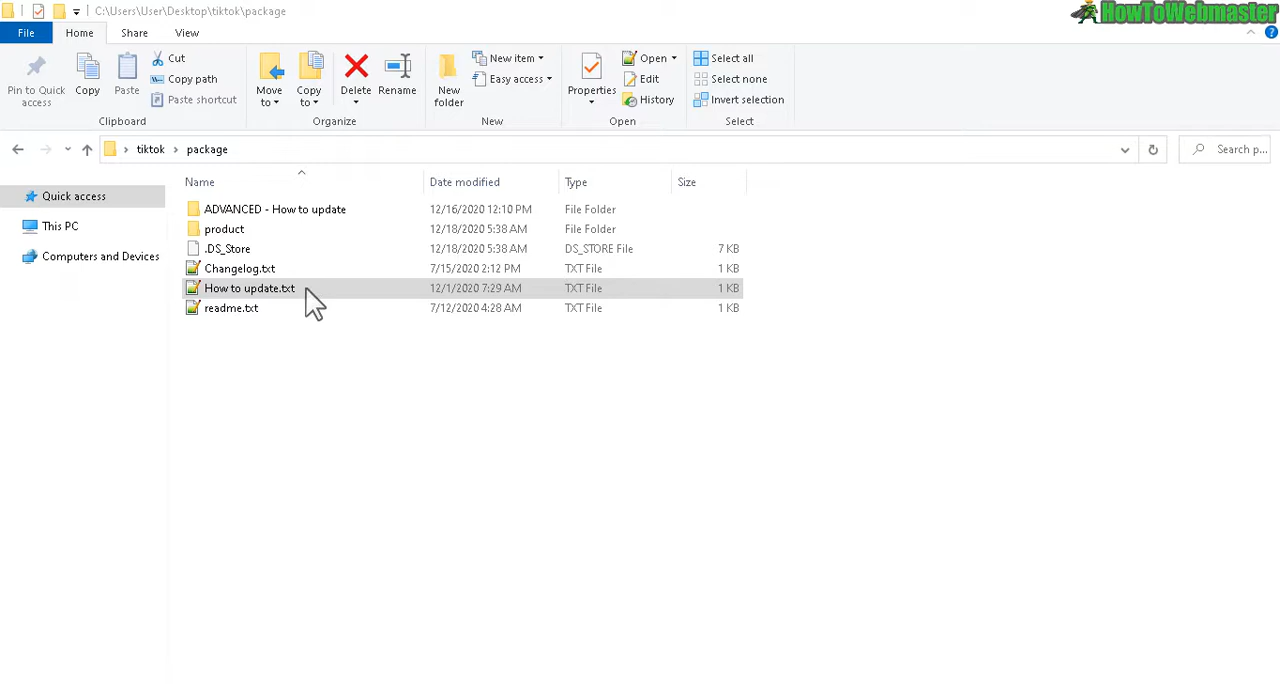 C:\Users\User\Desktop\tiktok\package
HowToWebmaster
File Home Share View
Pin to Quick access
Copy
Paste
Cut
Copy path
Paste shortcut
Move to
Copy to
Delete
Rename
New folder
New item
Easy access
Properties
Open
Edit
History
Select all
Select none
Invert selection
Clipboard Organize New Open Select
tiktok › package
Search p...
Quick access
This PC
Computers and Devices
Name Date modified Type Size
ADVANCED - How to update 12/16/2020 12:10 PM File Folder
product 12/18/2020 5:38 AM File Folder
.DS_Store 12/18/2020 5:38 AM DS_STORE File 7 KB
Changelog.txt 7/15/2020 2:12 PM TXT File 1 KB
How to update.txt 12/1/2020 7:29 AM TXT File 1 KB
readme.txt 7/12/2020 4:28 AM TXT File 1 KB